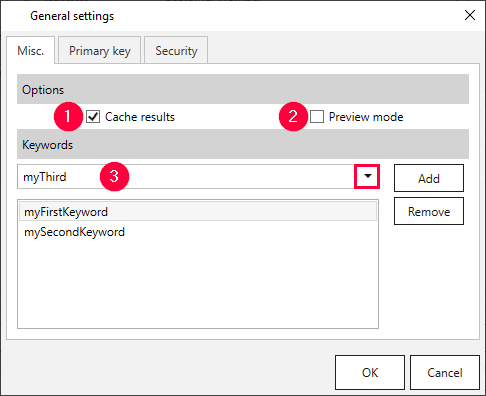 General settings
Misc. Primary key Security
Options
1 Cache results 2 Preview mode
Keywords
myThird 3 Add
myFirstKeyword Remove
mySecondKeyword
OK Cancel